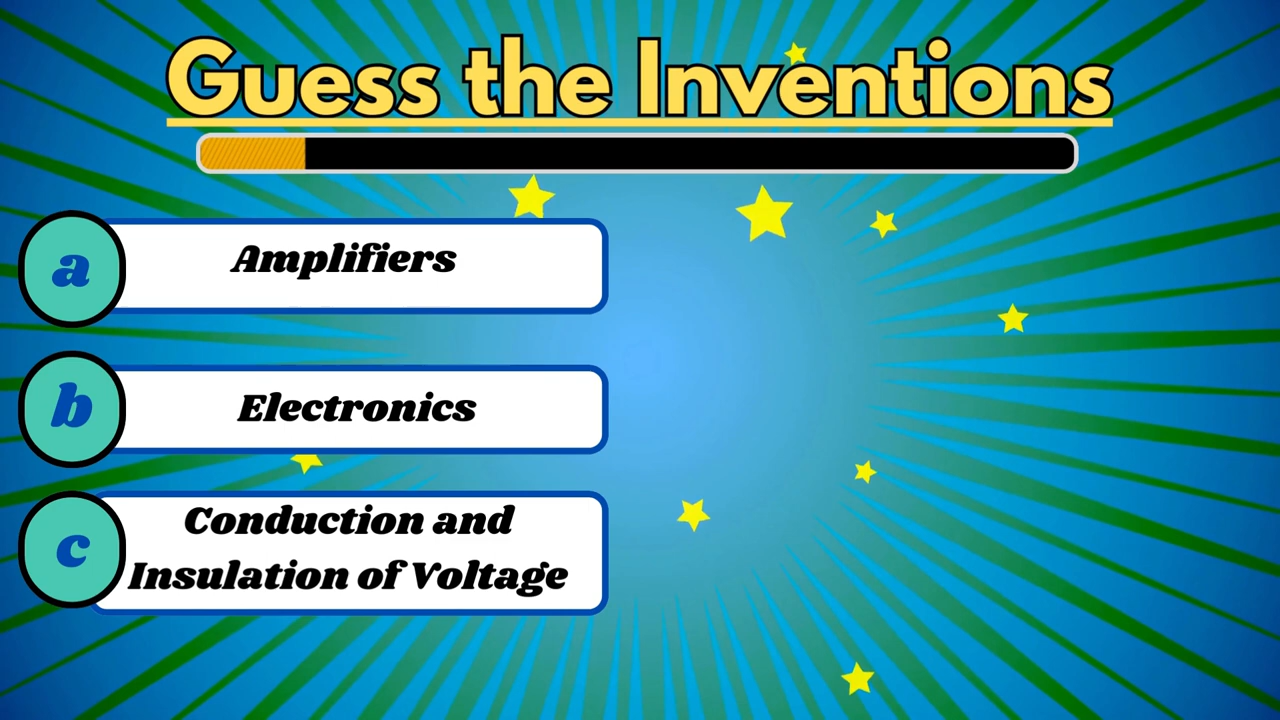 Guess the Inventions
a
Amplifiers
b
Electronics
c
Conduction and
Insulation of Voltage